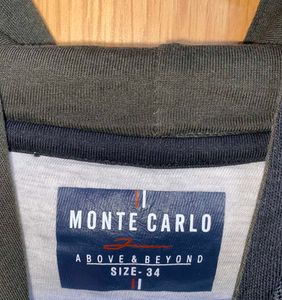 MONTE CARLO
ABOVE & BEYOND
SIZE- 34